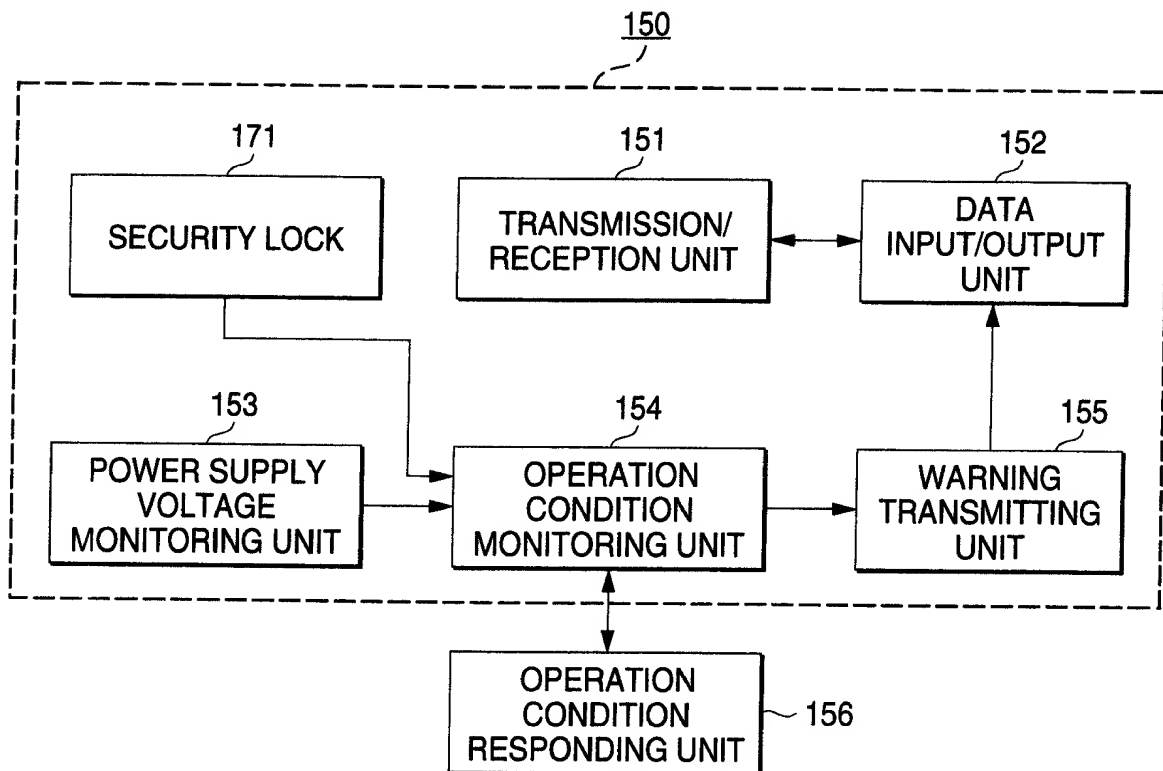 150
171
SECURITY LOCK
151
TRANSMISSION/
RECEPTION UNIT
152
DATA
INPUT/OUTPUT
UNIT
153
POWER SUPPLY
VOLTAGE
MONITORING UNIT
154
OPERATION
CONDITION
MONITORING UNIT
155
WARNING
TRANSMITTING
UNIT
OPERATION
CONDITION
RESPONDING UNIT
156